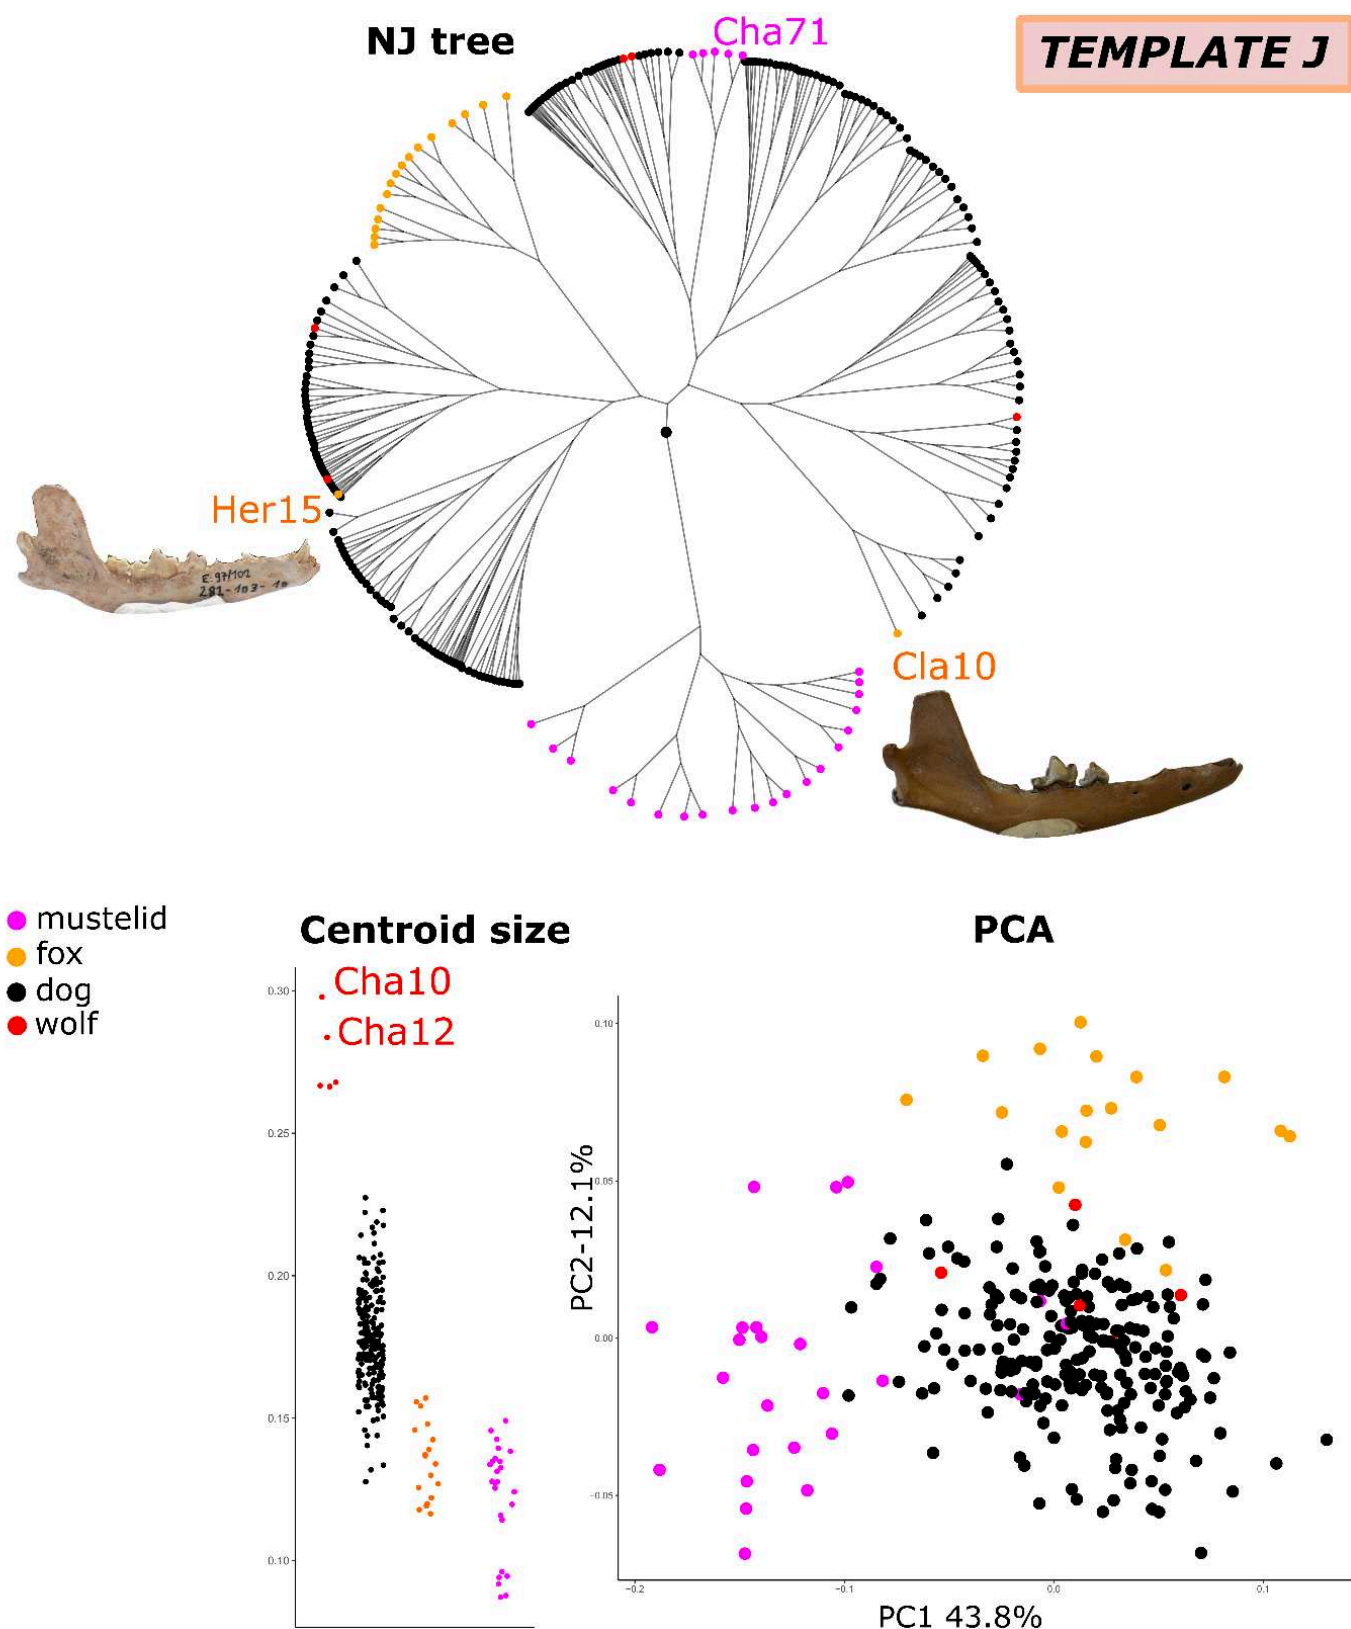 NJ tree
Cha71
TEMPLATE J
Her15
E.97/102
281-103-10
Cla10
mustelid
fox
dog
wolf
Centroid size
Cha10
Cha12
0.30
0.25
0.20
0.15
0.10
PCA
PC2-12.1%
0.10
0.05
0.00
-0.05
-0.2
-0.1
0.0
0.1
PC1 43.8%